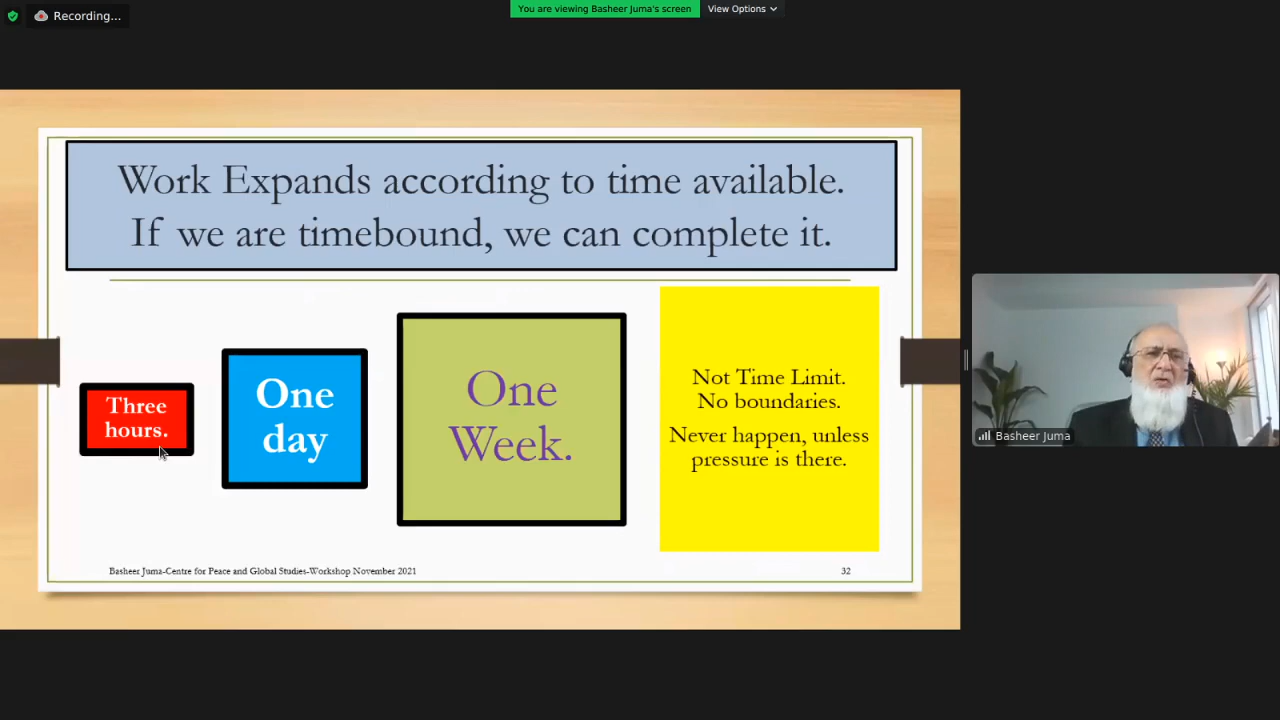 Recording...
You are viewing Basheer Juma's screen
View Options
Work Expands according to time available.
If we are timebound, we can complete it.
Three
hours.
One
day
One
Week.
Not Time Limit.
No boundaries.
Never happen, unless
pressure is there.
Basheer Juma
Basheer Juma-Centre for Peace and Global Studies-Workshop November 2021
32